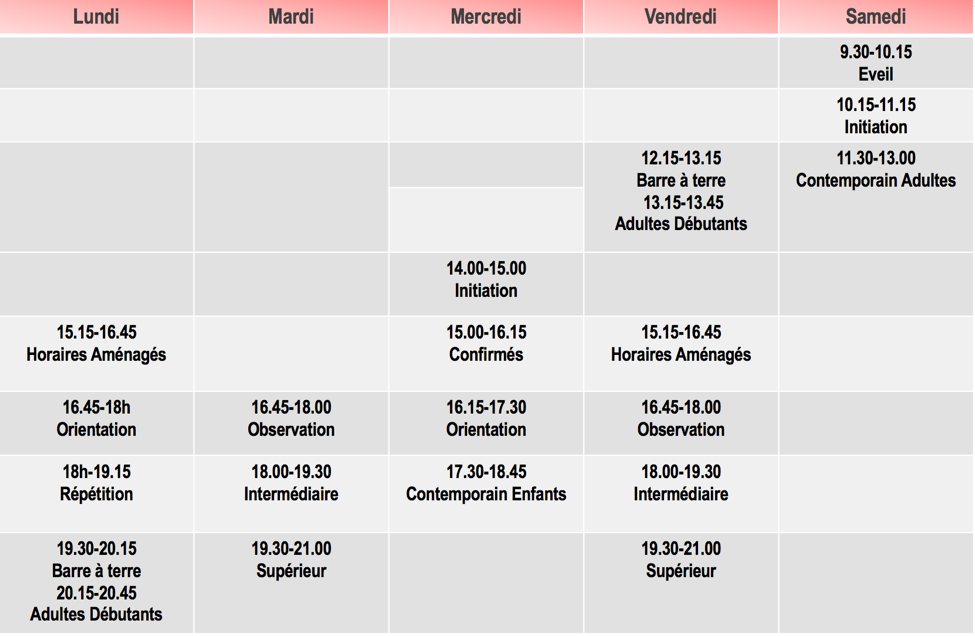 Lundi Mardi Mercredi Vendredi Samedi
9.30-10.15
Eveil
10.15-11.15
Initiation
12.15-13.15
Barre à terre
13.15-13.45
Adultes Débutants
11.30-13.00
Contemporain Adultes
14.00-15.00
Initiation
15.15-16.45
Horaires Aménagés
15.00-16.15
Confirmés
15.15-16.45
Horaires Aménagés
16.45-18h
Orientation
16.45-18.00
Observation
16.15-17.30
Orientation
16.45-18.00
Observation
18h-19.15
Répétition
18.00-19.30
Intermédiaire
17.30-18.45
Contemporain Enfants
18.00-19.30
Intermédiaire
19.30-20.15
Barre à terre
20.15-20.45
Adultes Débutants
19.30-21.00
Supérieur
19.30-21.00
Supérieur